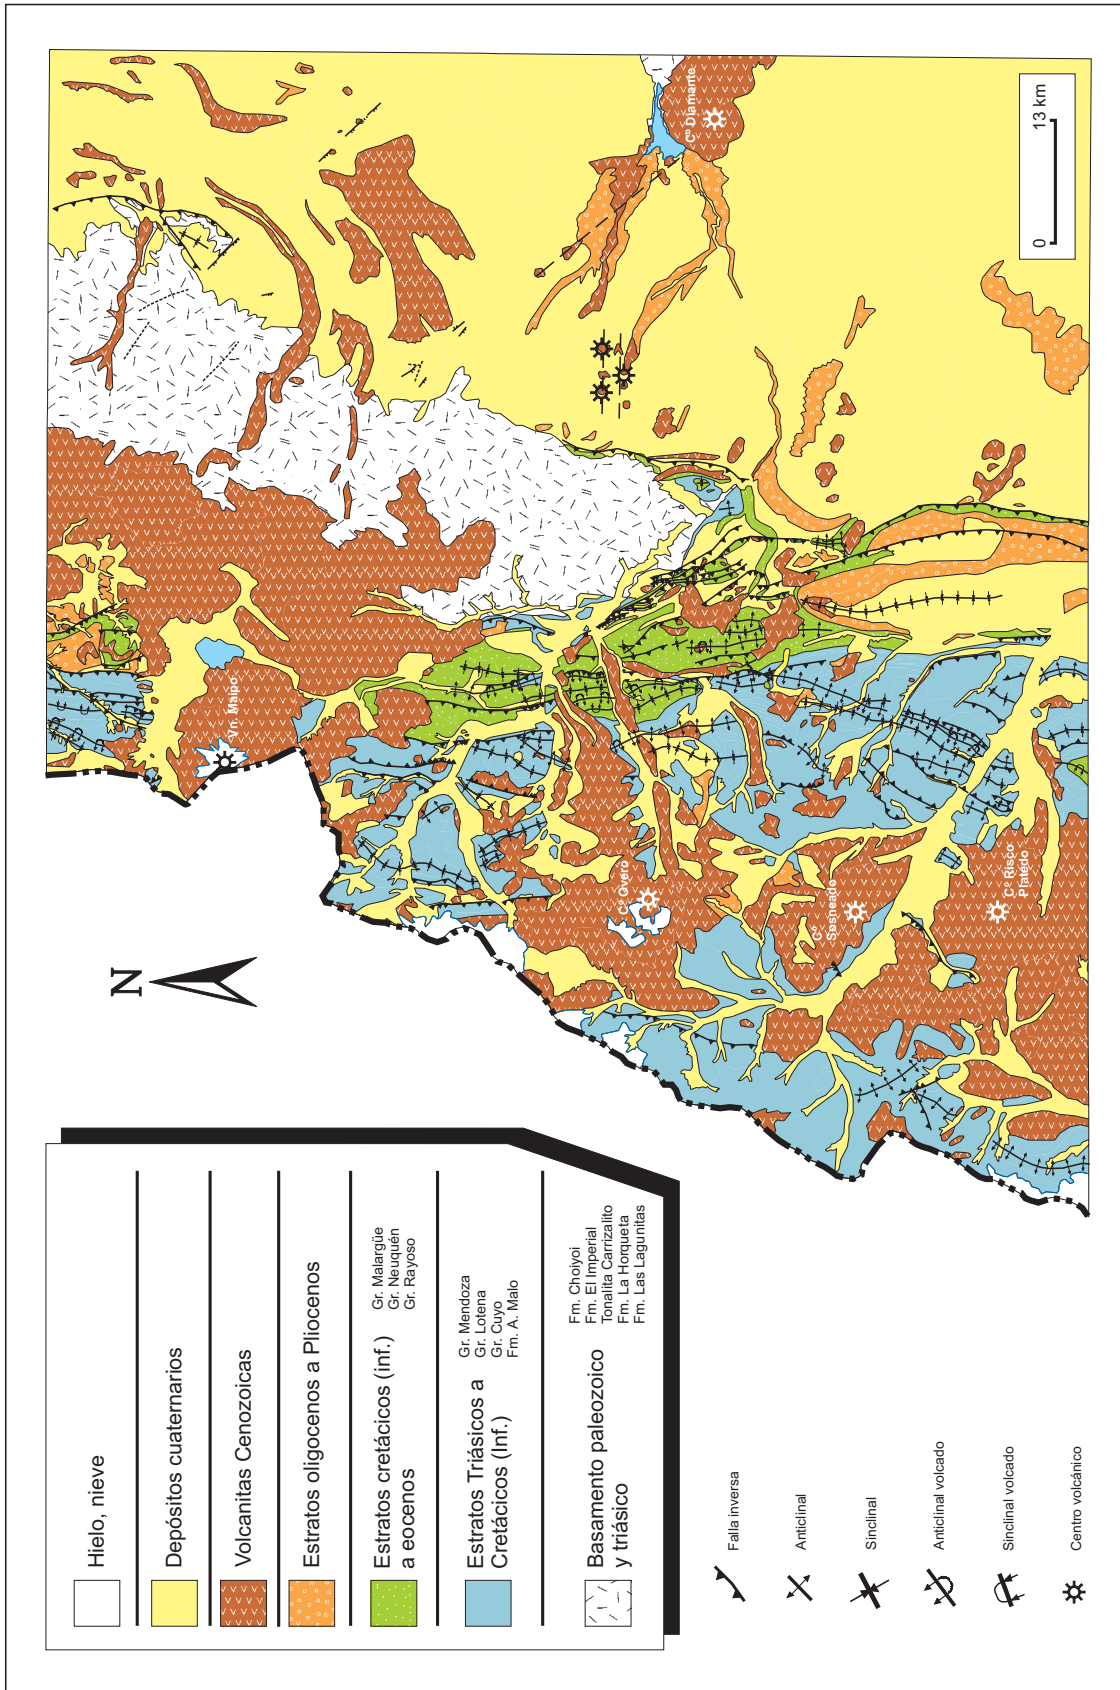 Hielo, nieve
Depósitos cuaternarios
Volcanitas Cenozoicas
Estratos oligocenos a Pliocenos
Estratos cretácicos (inf.)
a eocenos
Gr. Malargüe
Gr. Neuquén
Gr. Rayoso
Estratos Triásicos a
Cretácicos (Inf.)
Gr. Mendoza
Gr. Lotena
Gr. Cuyo
Fm. A. Malo
Basamento paleozoico
y triásico
Fm. Choiyoi
Fm. El Imperial
Tonalita Carrizalito
Fm. La Horqueta
Fm. Las Lagunitas
Falla inversa
Anticlinal
Sinclinal
Anticlinal volcado
Sinclinal volcado
Centro volcánico
N
Vn. Maipo
Cº Overo
Cº
Sosneado
Cº Risco
Plateado
Cº Diamante
0 13 km